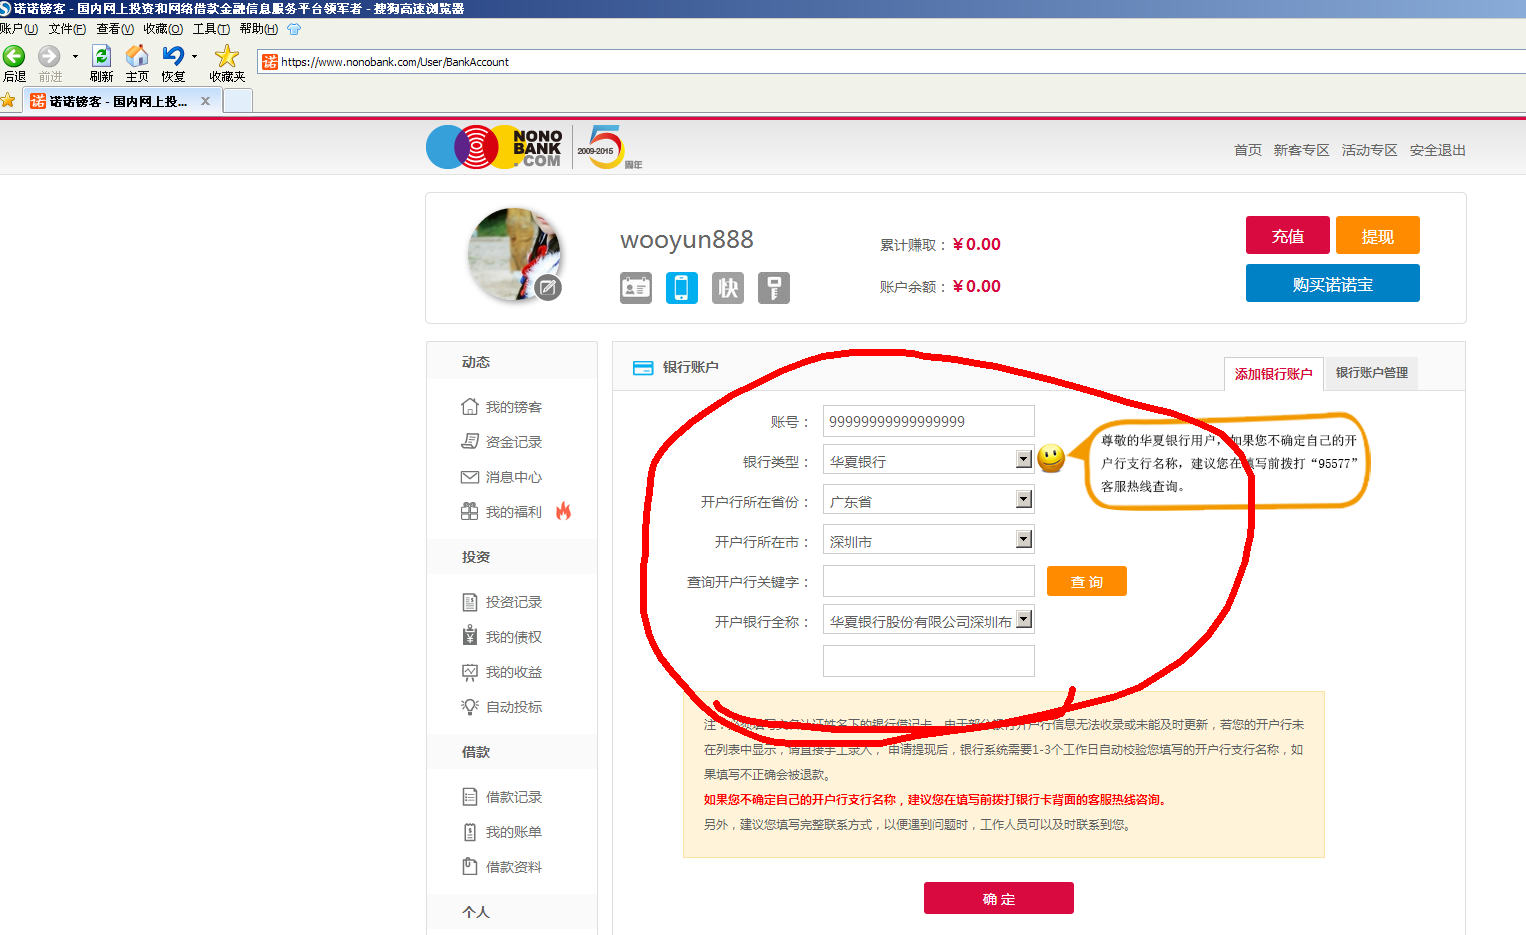 诺诺镑客 - 国内网上投资和网络借款金融信息服务平台领军者 - 搜狗高速浏览器
账户(U) 文件(F) 查看(V) 收藏(O) 工具(T) 帮助(H)
后退 前进 刷新 主页 恢复 收藏夹
诺 https://www.nonobank.com/User/BankAccount
诺 诺诺镑客 - 国内网上投... x
NONO
BANK
.COM
5
2009-2015
周年
首页 新客专区 活动专区 安全退出
wooyun888
快
累计赚取：￥0.00
账户余额：￥0.00
充值 提现
购买诺诺宝
动态
我的镑客
资金记录
消息中心
我的福利
投资
投资记录
我的债权
我的收益
自动投标
借款
借款记录
我的账单
借款资料
个人
银行账户
添加银行账户 银行账户管理
账号： 99999999999999999
银行类型： 华夏银行
尊敬的华夏银行用户，如果您不确定自己的开
户行支行名称，建议您在填写前拨打“95577”
客服热线查询。
开户行所在省份： 广东省
开户行所在市： 深圳市
查询开户行关键字： 查 询
开户银行全称： 华夏银行股份有限公司深圳布
信息无法收录或未能及时更新，若您的开户行未
在列表中显示，请直接手工录入， 申请提现后，银行系统需要1-3个工作日自动校验您填写的开户行支行名称，如
果填写不正确会被退款。
如果您不确定自己的开户行支行名称，建议您在填写前拨打银行卡背面的客服热线咨询。
另外，建议您填写完整联系方式，以便遇到问题时，工作人员可以及时联系到您。
确 定